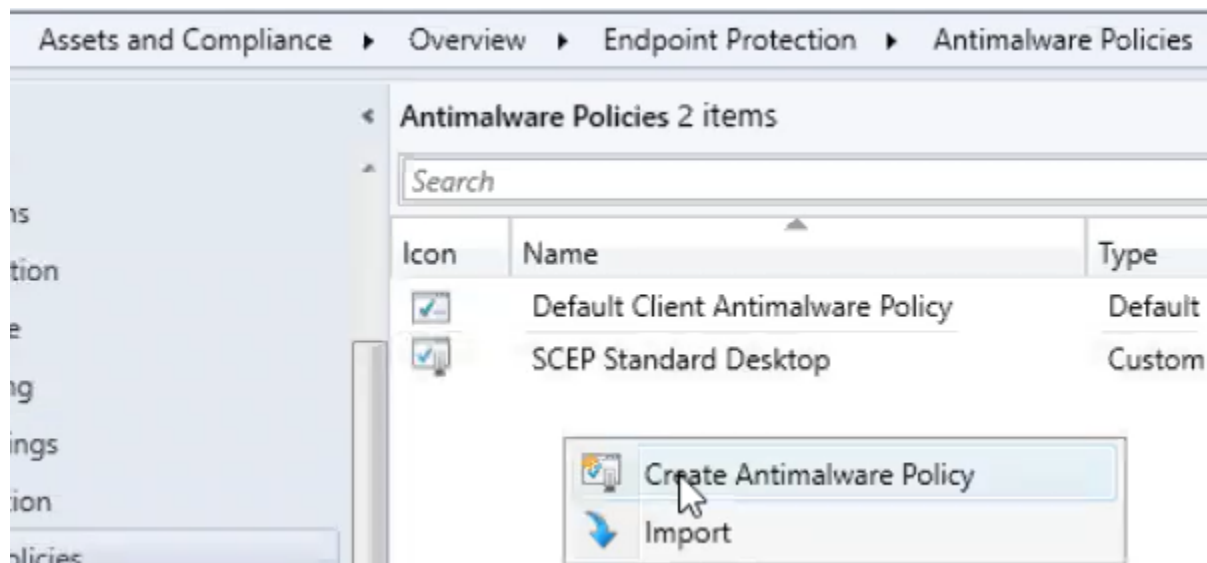 Assets and Compliance ▸ Overview ▸ Endpoint Protection ▸ Antimalware Policies
Antimalware Policies 2 items
Search
Icon Name Type
Default Client Antimalware Policy Default
SCEP Standard Desktop Custom
Create Antimalware Policy
Import